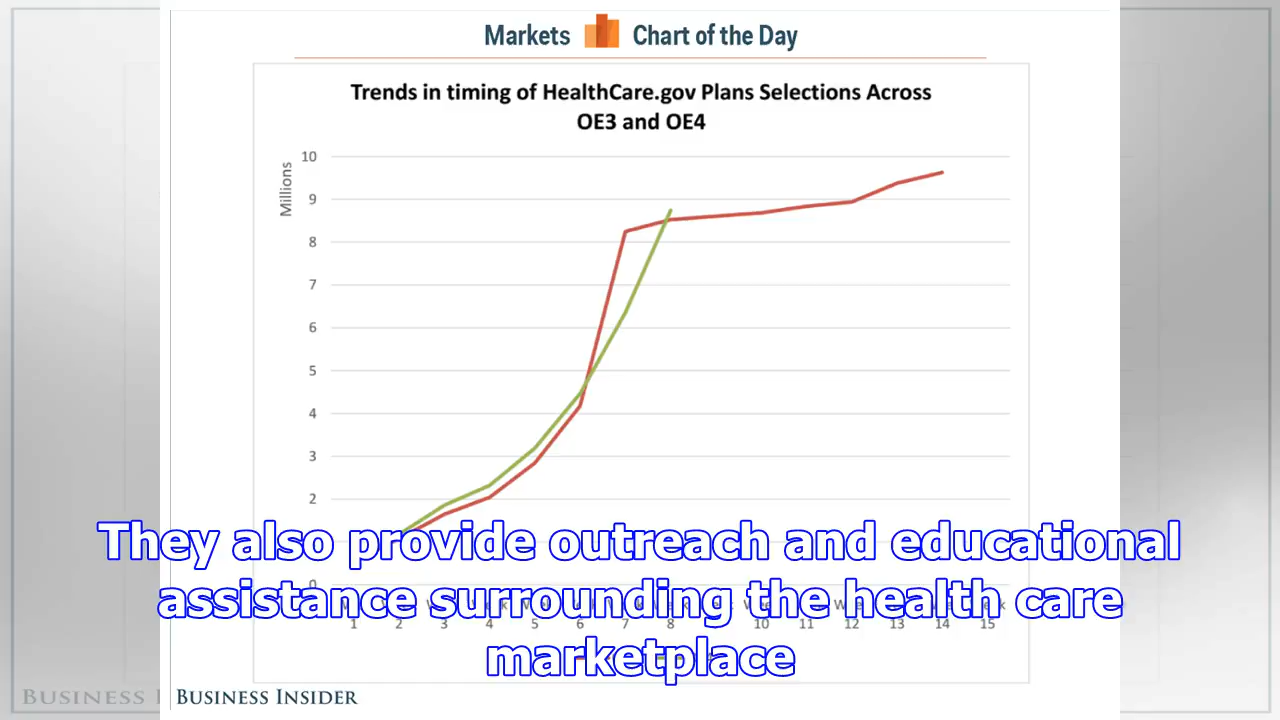 Markets Chart of the Day
Trends in timing of HealthCare.gov Plans Selections Across
OE3 and OE4
Millions
10
9
8
7
6
5
4
3
2
They also provide outreach and educational
assistance surrounding the health care
1 2 3 4 5 6 7 8 10 11 12 13 14 15
marketplace
BUSINESS I BUSINESS INSIDER